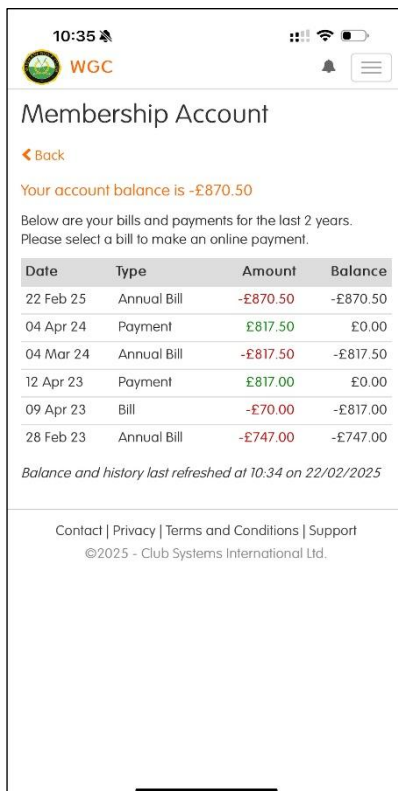 10:35
WGC
Membership Account
Back
Your account balance is -£870.50
Below are your bills and payments for the last 2 years.
Please select a bill to make an online payment.
Date Type Amount Balance
22 Feb 25 Annual Bill -£870.50 -£870.50
04 Apr 24 Payment £817.50 £0.00
04 Mar 24 Annual Bill -£817.50 -£817.50
12 Apr 23 Payment £817.00 £0.00
09 Apr 23 Bill -£70.00 -£817.00
28 Feb 23 Annual Bill -£747.00 -£747.00
Balance and history last refreshed at 10:34 on 22/02/2025
Contact | Privacy | Terms and Conditions | Support
©2025 - Club Systems International Ltd.